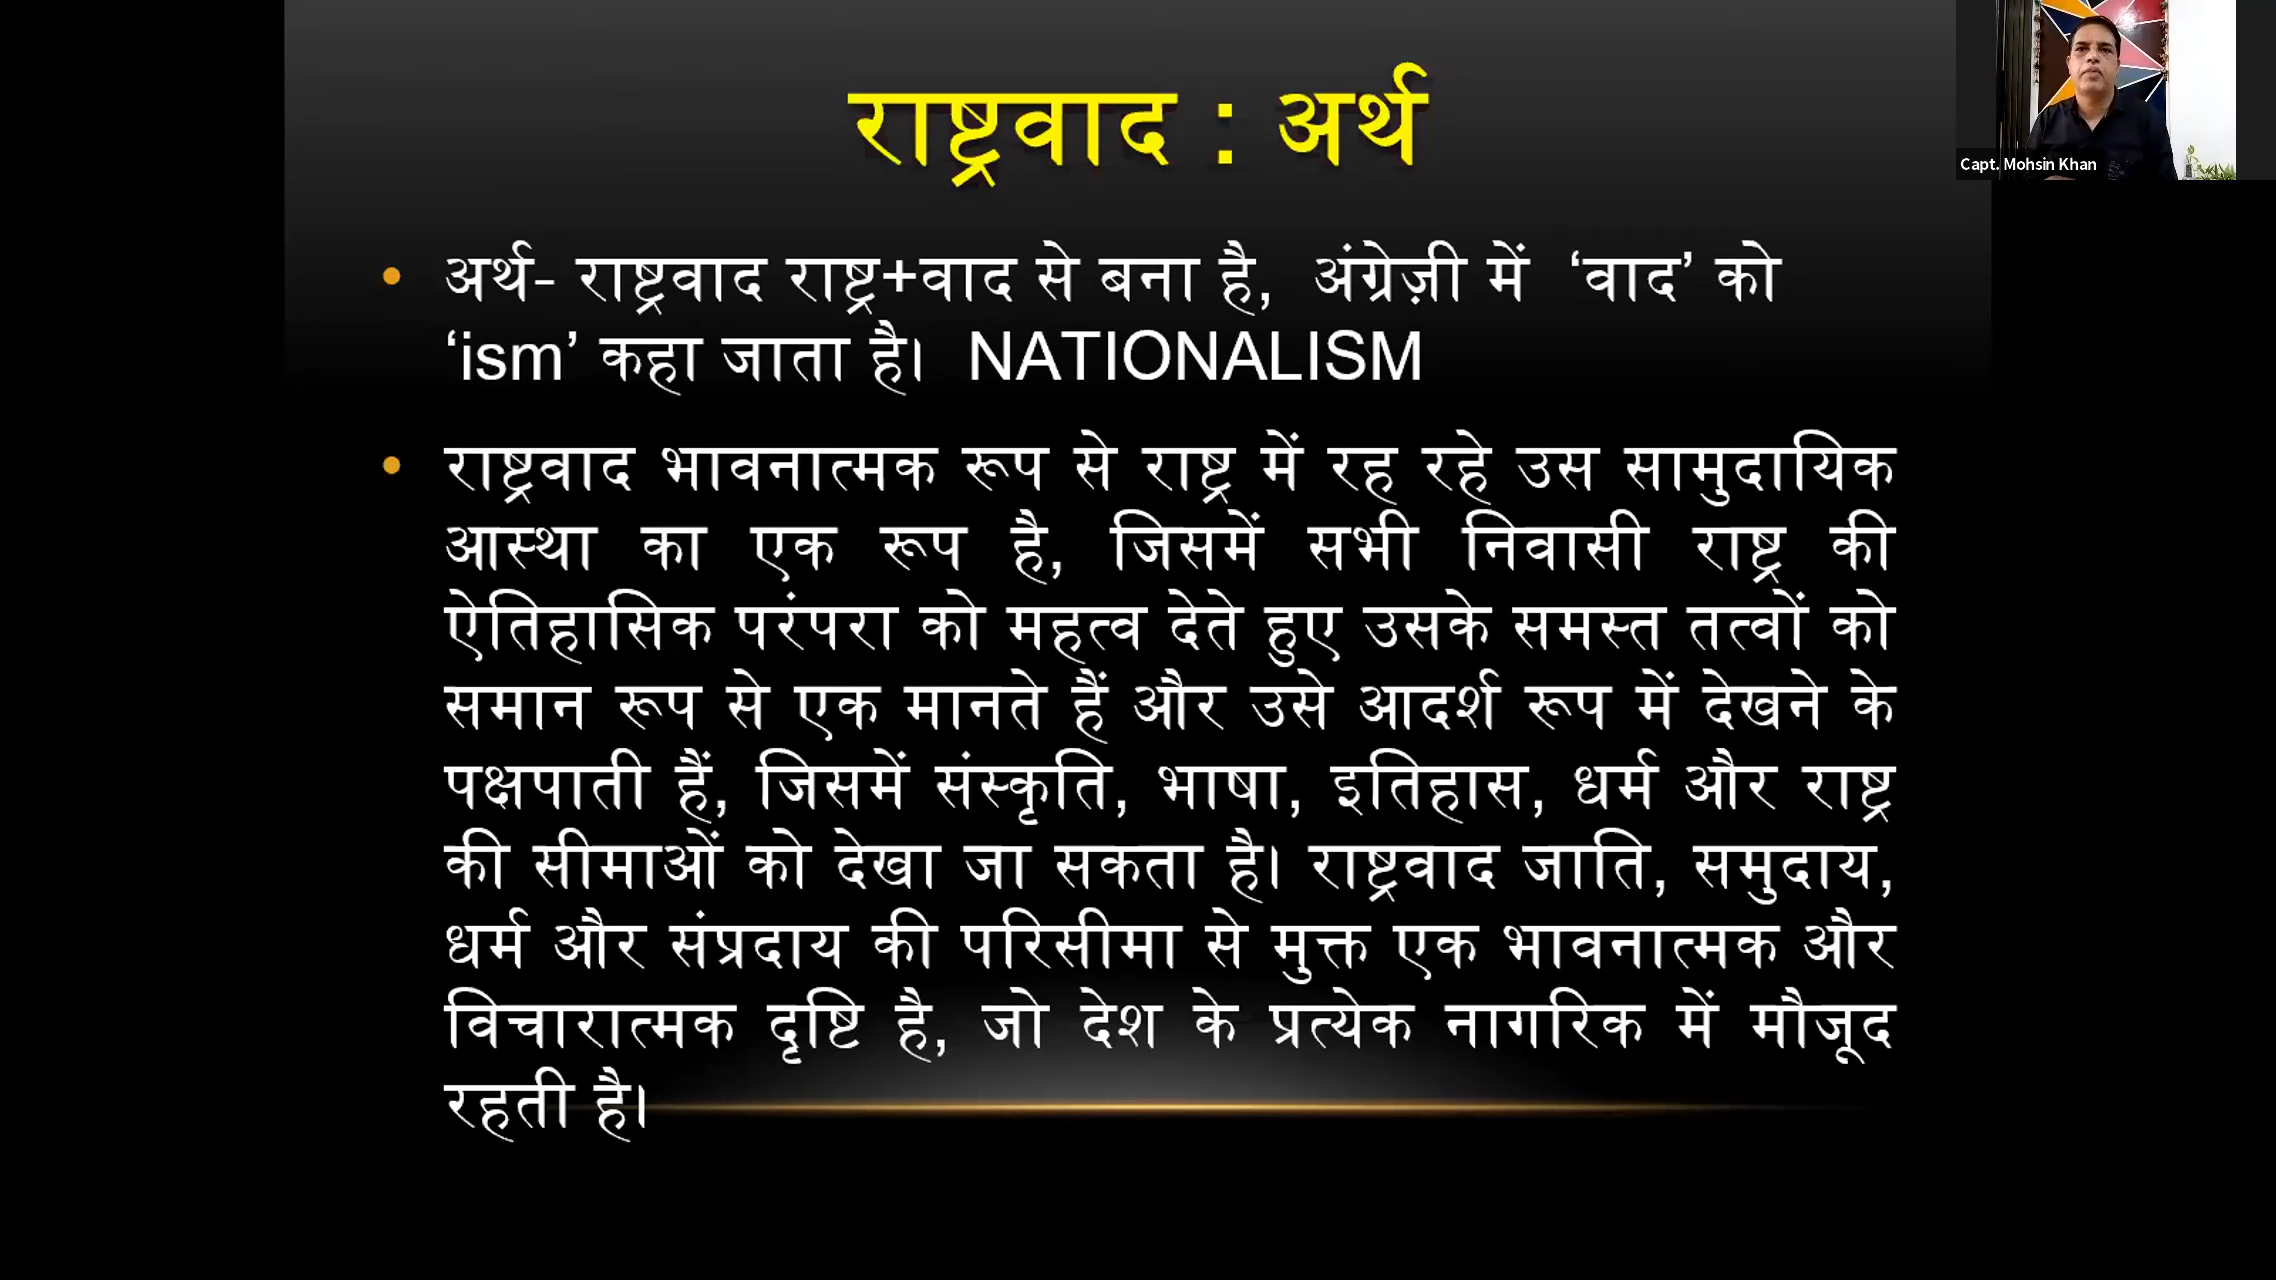 राष्ट्रवाद : अर्थ
Capt. Mohsin Khan
• अर्थ- राष्ट्रवाद राष्ट्र+वाद से बना है, अंग्रेज़ी में ‘वाद’ को
‘ism’ कहा जाता है। NATIONALISM
• राष्ट्रवाद भावनात्मक रूप से राष्ट्र में रह रहे उस सामुदायिक
आस्था का एक रूप है, जिसमें सभी निवासी राष्ट्र की
ऐतिहासिक परंपरा को महत्व देते हुए उसके समस्त तत्वों को
समान रूप से एक मानते हैं और उसे आदर्श रूप में देखने के
पक्षपाती हैं, जिसमें संस्कृति, भाषा, इतिहास, धर्म और राष्ट्र
की सीमाओं को देखा जा सकता है। राष्ट्रवाद जाति, समुदाय,
धर्म और संप्रदाय की परिसीमा से मुक्त एक भावनात्मक और
विचारात्मक दृष्टि है, जो देश के प्रत्येक नागरिक में मौजूद
रहती है।